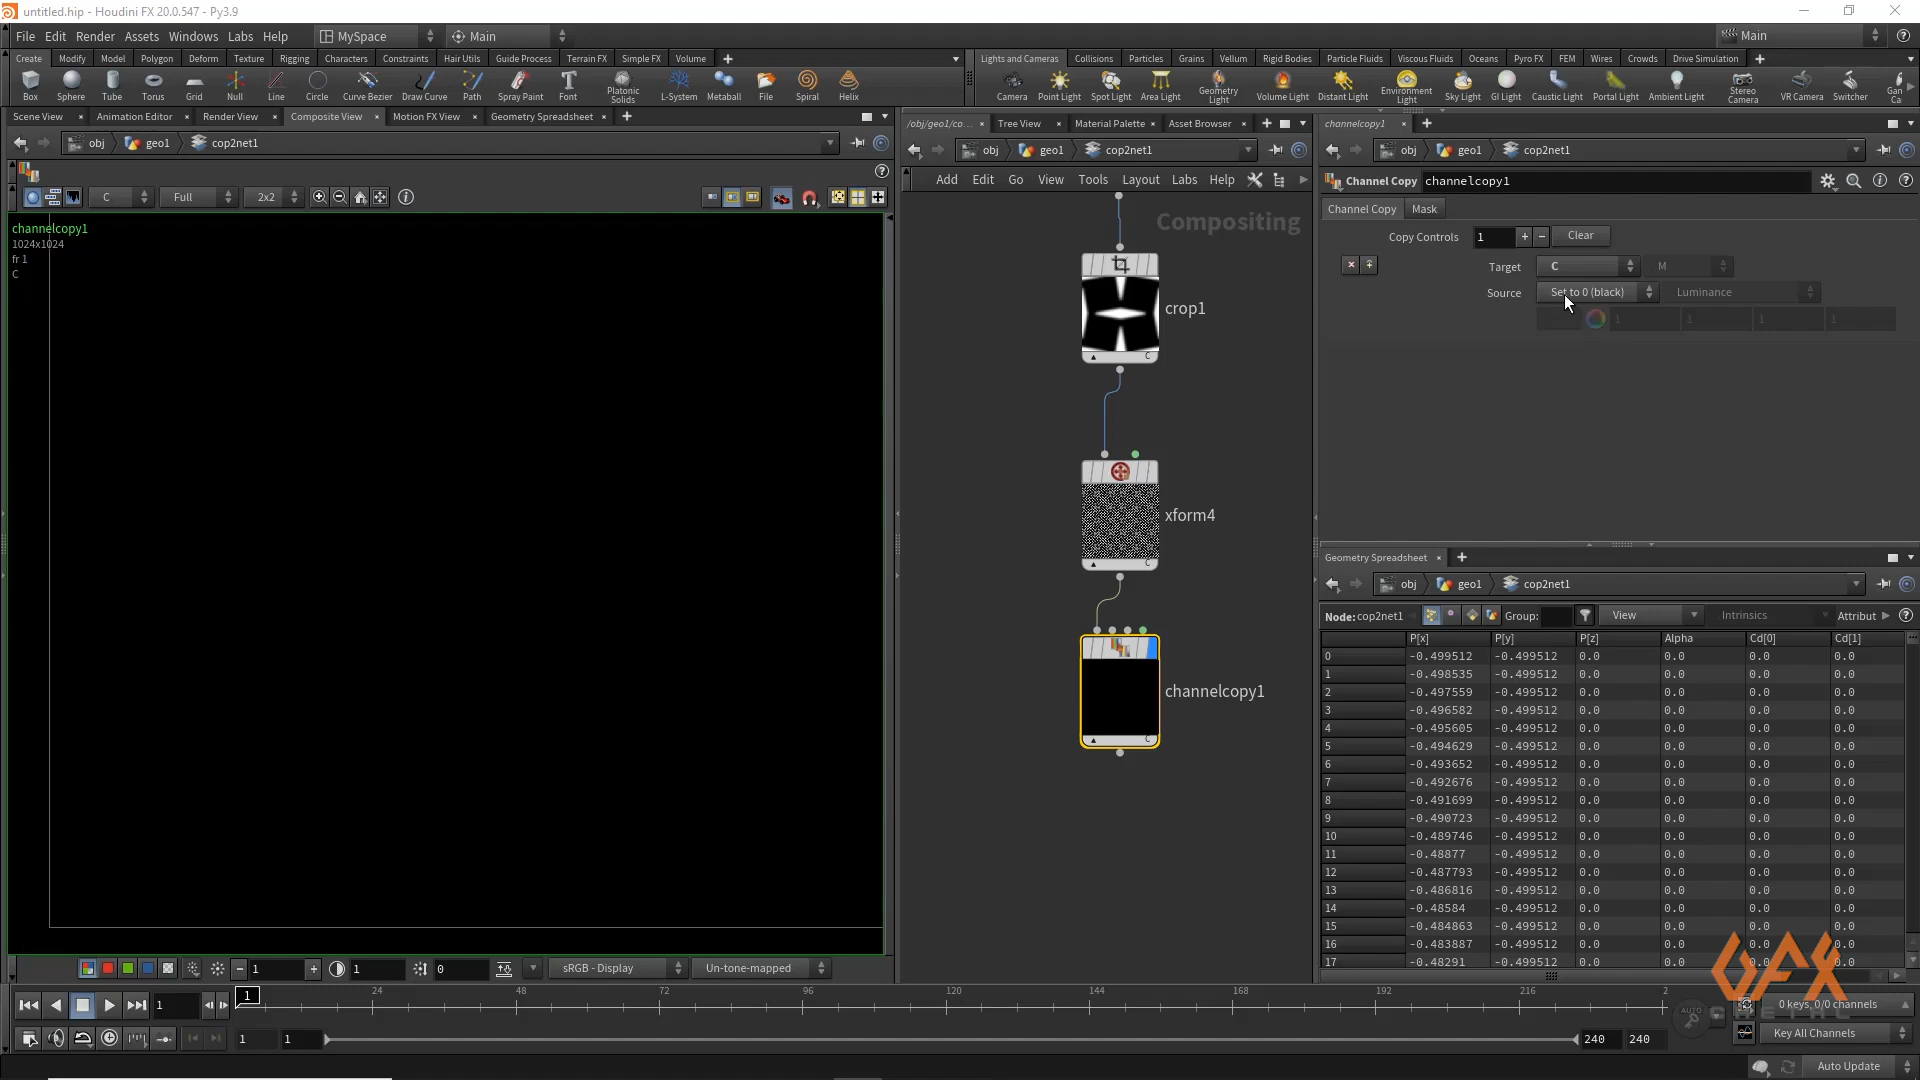 untitled.hip - Houdini FX 20.0.547 - Py3.9
File Edit Render Assets Windows Labs Help MySpace Main Main
Create Modify Model Polygon Deform Texture Rigging Characters Constraints Hair Utils Guide Process Terrain FX Simple FX Volume
Lights and Cameras Collisions Particles Grains Vellum Rigid Bodies Particle Fluids Viscous Fluids Oceans Pyro FX FEM Wires Crowds Drive Simulation
Box Sphere Tube Torus Grid Null Line Circle Curve Bezier Draw Curve Path Spray Paint Font Platonic Solids L-System Metaball File Spiral Helix
Camera Point Light Spot Light Area Light Geometry Light Volume Light Distant Light Environment Light Sky Light GI Light Caustic Light Portal Light Ambient Light Stereo Camera VR Camera Switcher
Scene View Animation Editor Render View Composite View Motion FX View Geometry Spreadsheet
obj geo1 cop2net1
C Full 2x2
channelcopy1
1024x1024
fr 1
C
/obj/geo1/co... Tree View Material Palette Asset Browser
obj geo1 cop2net1
Add Edit Go View Tools Layout Labs Help
Compositing
crop1
C
xform4
C
channelcopy1
C
channelcopy1
obj geo1 cop2net1
Channel Copy channelcopy1
Channel Copy Mask
Copy Controls 1 Clear
Target C M
Source Set to 0 (black) Luminance
1 1 1 1
Geometry Spreadsheet
obj geo1 cop2net1
Node: cop2net1 Group: View Intrinsics Attribut
P[x] P[y] P[z] Alpha Cd[0] Cd[1]
0 -0.499512 -0.499512 0.0 0.0 0.0 0.0
1 -0.498535 -0.499512 0.0 0.0 0.0 0.0
2 -0.497559 -0.499512 0.0 0.0 0.0 0.0
3 -0.496582 -0.499512 0.0 0.0 0.0 0.0
4 -0.495605 -0.499512 0.0 0.0 0.0 0.0
5 -0.494629 -0.499512 0.0 0.0 0.0 0.0
6 -0.493652 -0.499512 0.0 0.0 0.0 0.0
7 -0.492676 -0.499512 0.0 0.0 0.0 0.0
8 -0.491699 -0.499512 0.0 0.0 0.0 0.0
9 -0.490723 -0.499512 0.0 0.0 0.0 0.0
10 -0.489746 -0.499512 0.0 0.0 0.0 0.0
11 -0.48877 -0.499512 0.0 0.0 0.0 0.0
12 -0.487793 -0.499512 0.0 0.0 0.0 0.0
13 -0.486816 -0.499512 0.0 0.0 0.0 0.0
14 -0.48584 -0.499512 0.0 0.0 0.0 0.0
15 -0.484863 -0.499512 0.0 0.0 0.0 0.0
16 -0.483887 -0.499512 0.0 0.0 0.0 0.0
17 -0.48291 -0.499512 0.0 0.0 0.0 0.0
1 1 0 sRGB - Display Un-tone-mapped
1 1 24 48 72 96 120 144 168 192 216 2
0 keys, 0/0 channels
1 1 240 240 Key All Channels
Auto Update